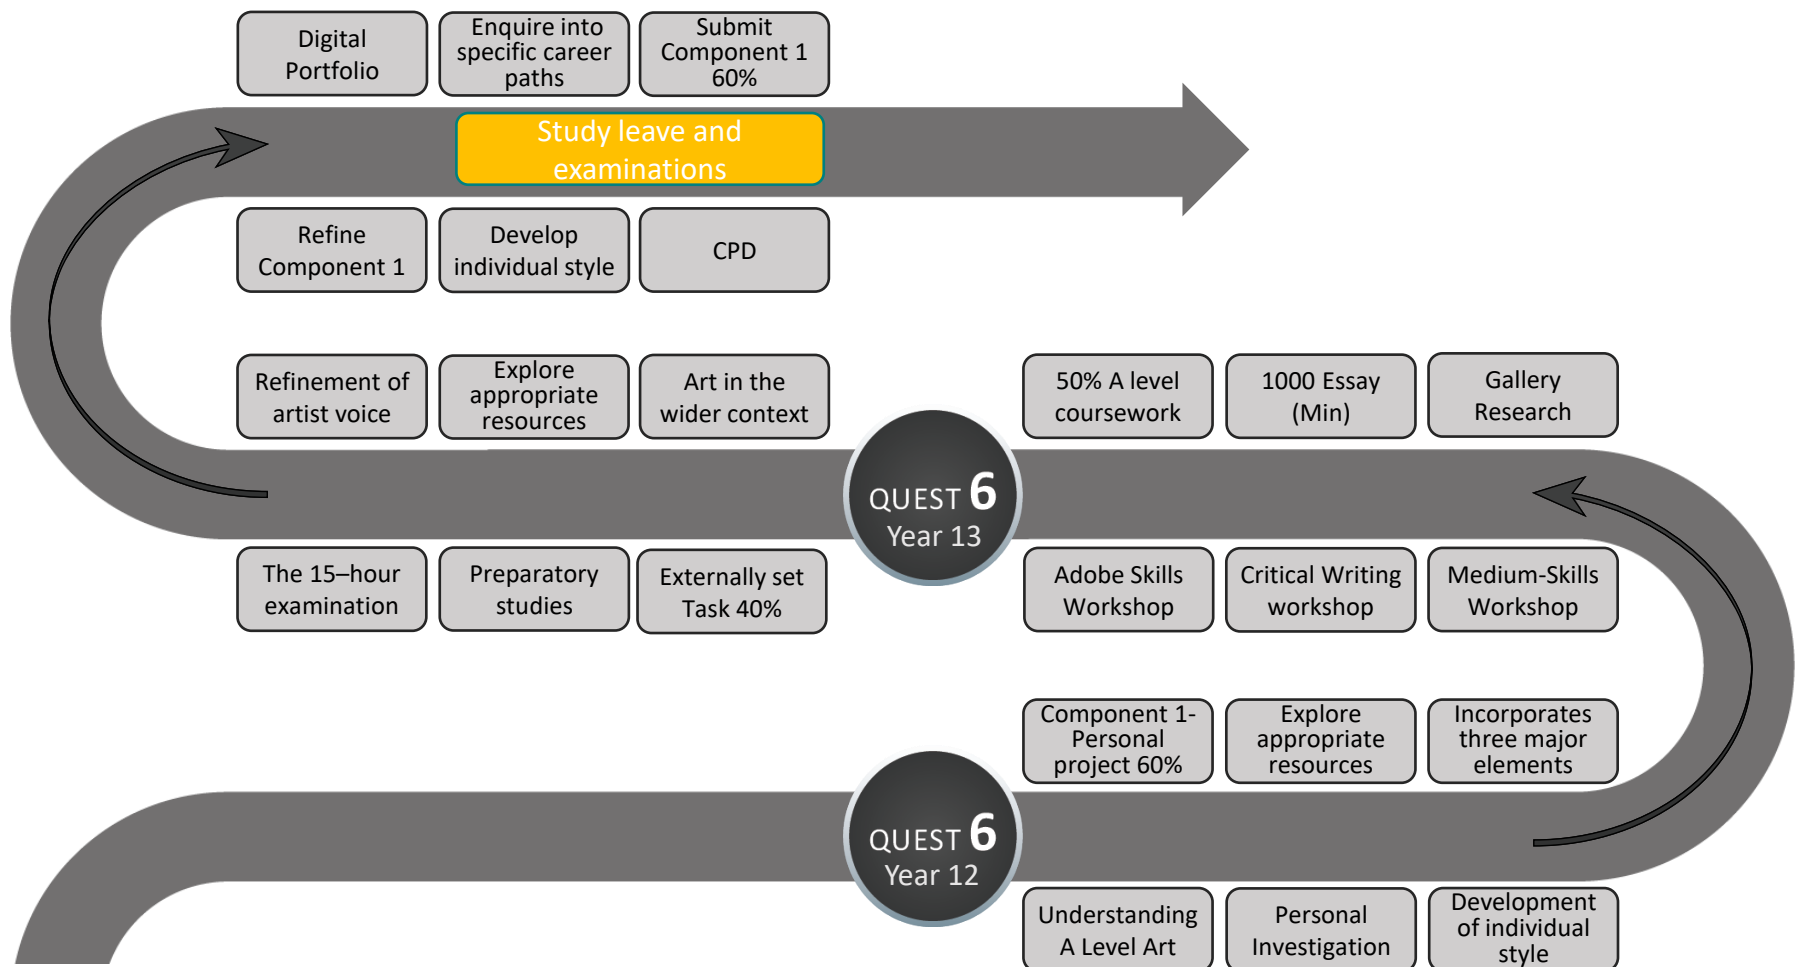 Digital
Portfolio
Enquire into
specific career
paths
Submit
Component 1
60%
Study leave and
examinations
Refine
Component 1
Develop
individual style
CPD
Refinement of
artist voice
Explore
appropriate
resources
Art in the
wider context
50% A level
coursework
1000 Essay
(Min)
Gallery
Research
QUEST 6
Year 13
The 15–hour
examination
Preparatory
studies
Externally set
Task 40%
Adobe Skills
Workshop
Critical Writing
workshop
Medium-Skills
Workshop
Component 1-
Personal
project 60%
Explore
appropriate
resources
Incorporates
three major
elements
QUEST 6
Year 12
Understanding
A Level Art
Personal
Investigation
Development
of individual
style